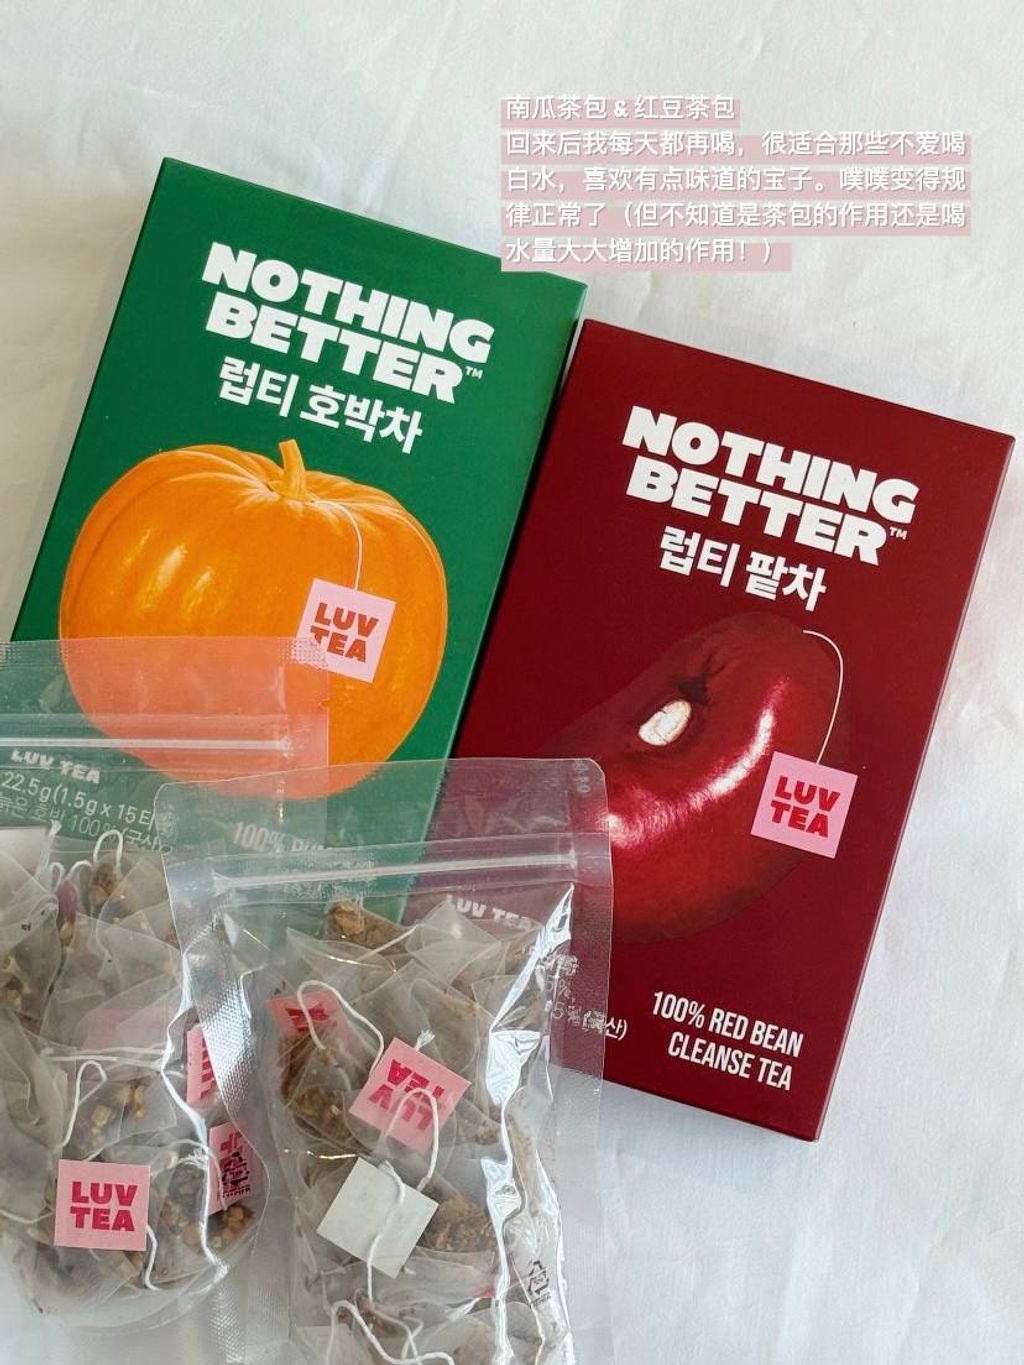 南瓜茶包 & 红豆茶包
回来后我每天都再喝，很适合那些不爱喝
白水，喜欢有点味道的宝子。噗噗变得规
律正常了（但不知道是茶包的作用还是喝
水量大大增加的作用！）
NOTHING
BETTER™
럽티 호박차
LUV
TEA
NOTHING
BETTER™
럽티 팥차
LUV
TEA
100% RED BEAN
CLEANSE TEA
LUV TEA
22.5g(1.5g x 15
100%
LUV TEA
LUV
TEA
LUV
TEA